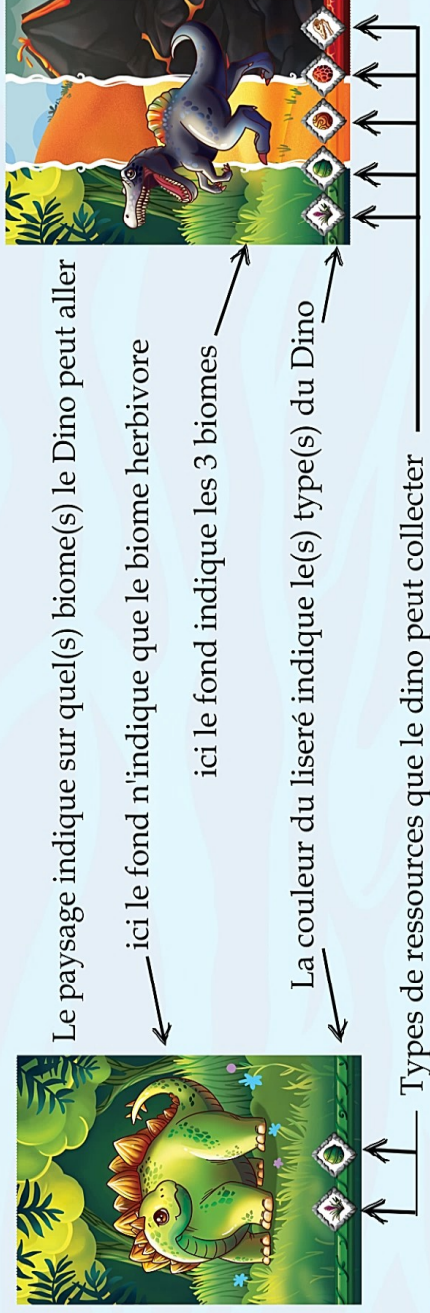 Le paysage indique sur quel(s) biome(s) le Dino peut aller
ici le fond n'indique que le biome herbivore
ici le fond indique les 3 biomes
La couleur du liseré indique le(s) type(s) du Dino
Types de ressources que le dino peut collecter